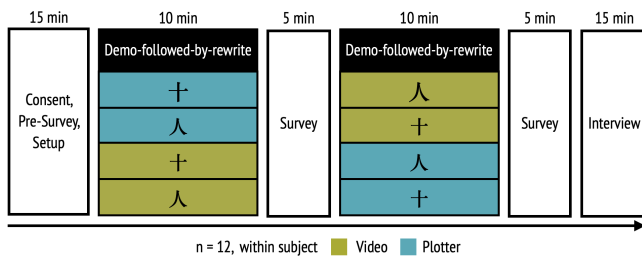 15 min 10 min 5 min 10 min 5 min 15 min
Demo-followed-by-rewrite Demo-followed-by-rewrite
十 人
Consent,
Pre-Survey,
Setup
人 十
Survey Survey Interview
十 人
人 十
n = 12, within subject Video Plotter